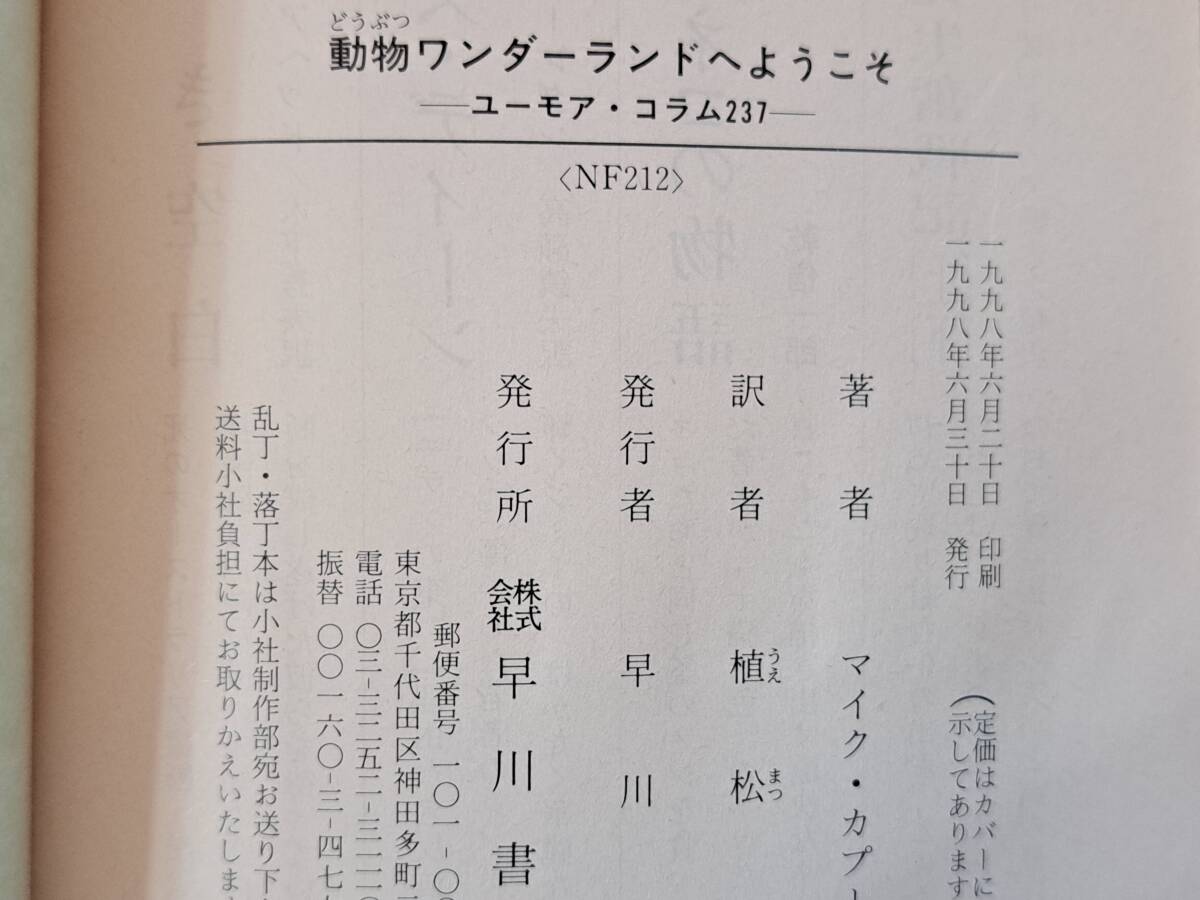 どうぶつ
動物ワンダーランドへようこそ
──ユーモア・コラム237──
〈NF212〉
一九九八年六月二十日 印刷
一九九八年六月三十日 発行
(定価はカバーに
示してあります
著者 マイク・カプー
訳者 植松
うえ まつ
発行者 早川
発行所 株式会社 早川書
郵便番号 一〇一-〇〇
東京都千代田区神田多町二
電話 〇三-三二五二-三一一
振替 〇〇一六〇-三-四七
乱丁・落丁本は小社制作部宛お送り下
送料小社負担にてお取りかえいたしま